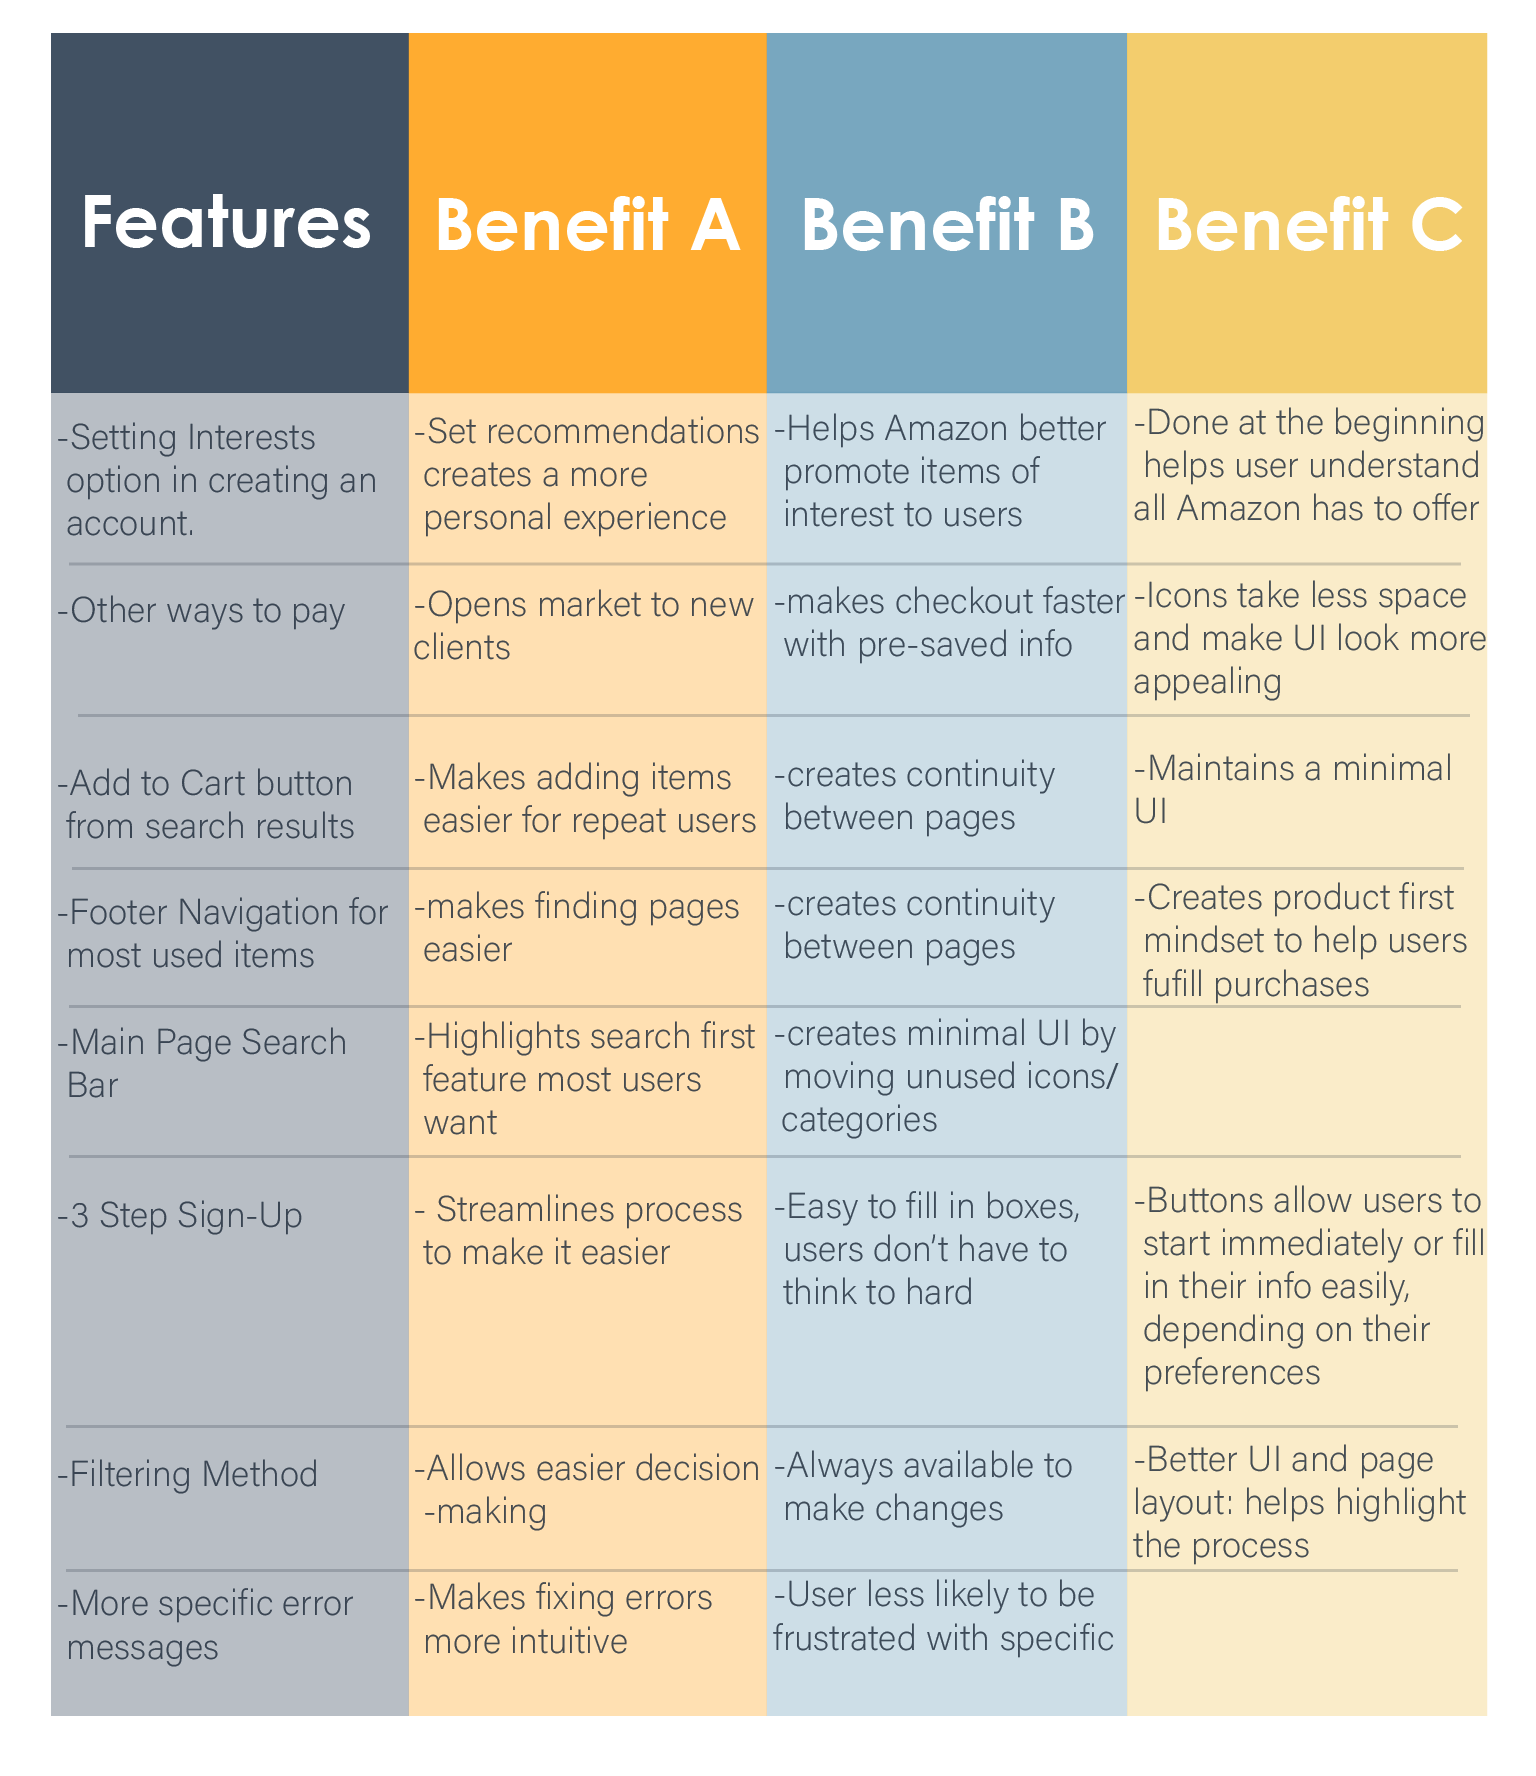 Features
Benefit A
Benefit B
Benefit C
-Setting Interests
option in creating an
account.
-Set recommendations
creates a more
personal experience
-Helps Amazon better
promote items of
interest to users
-Done at the beginning
helps user understand
all Amazon has to offer
-Other ways to pay
-Opens market to new
clients
-makes checkout faster
with pre-saved info
-Icons take less space
and make UI look more
appealing
-Add to Cart button
from search results
-Makes adding items
easier for repeat users
-creates continuity
between pages
-Maintains a minimal
UI
-Footer Navigation for
most used items
-makes finding pages
easier
-creates continuity
between pages
-Creates product first
mindset to help users
fufill purchases
-Main Page Search
Bar
-Highlights search first
feature most users
want
-creates minimal UI by
moving unused icons/
categories
-3 Step Sign-Up
- Streamlines process
to make it easier
-Easy to fill in boxes,
users don't have to
think to hard
-Buttons allow users to
start immediately or fill
in their info easily,
depending on their
preferences
-Filtering Method
-Allows easier decision
-making
-Always available to
make changes
-Better UI and page
layout: helps highlight
the process
-More specific error
messages
-Makes fixing errors
more intuitive
-User less likely to be
frustrated with specific